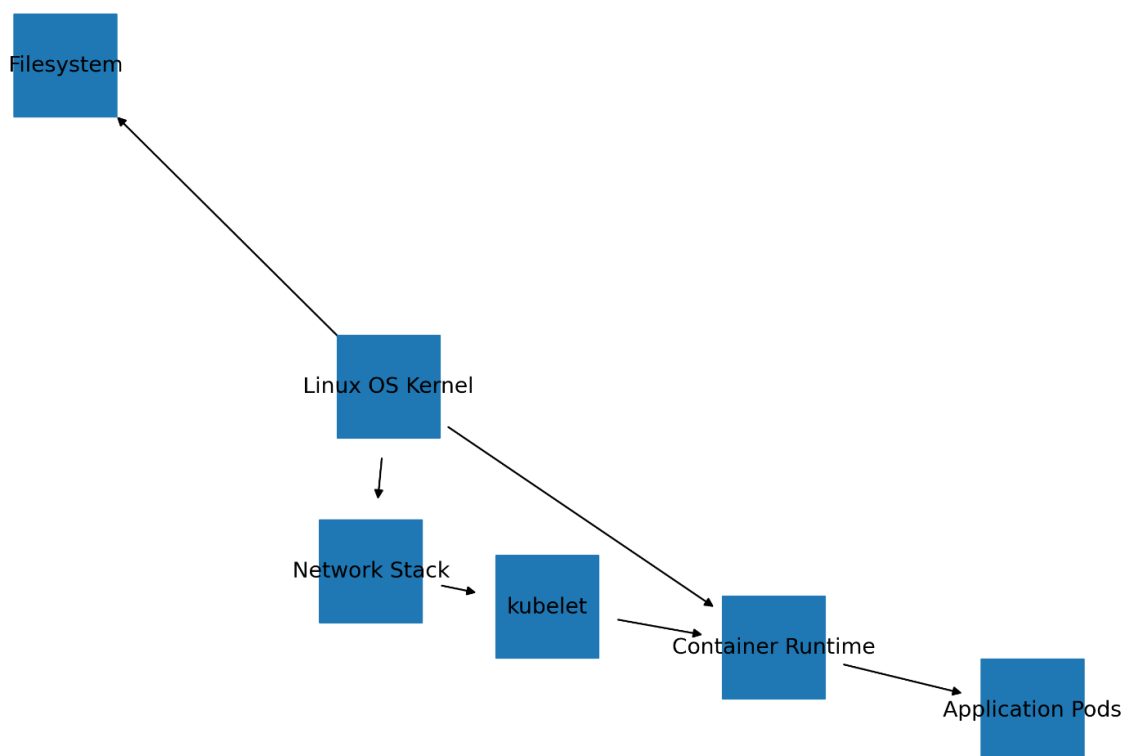 Filesystem
Linux OS Kernel
Network Stack
kubelet
Container Runtime
Application Pods